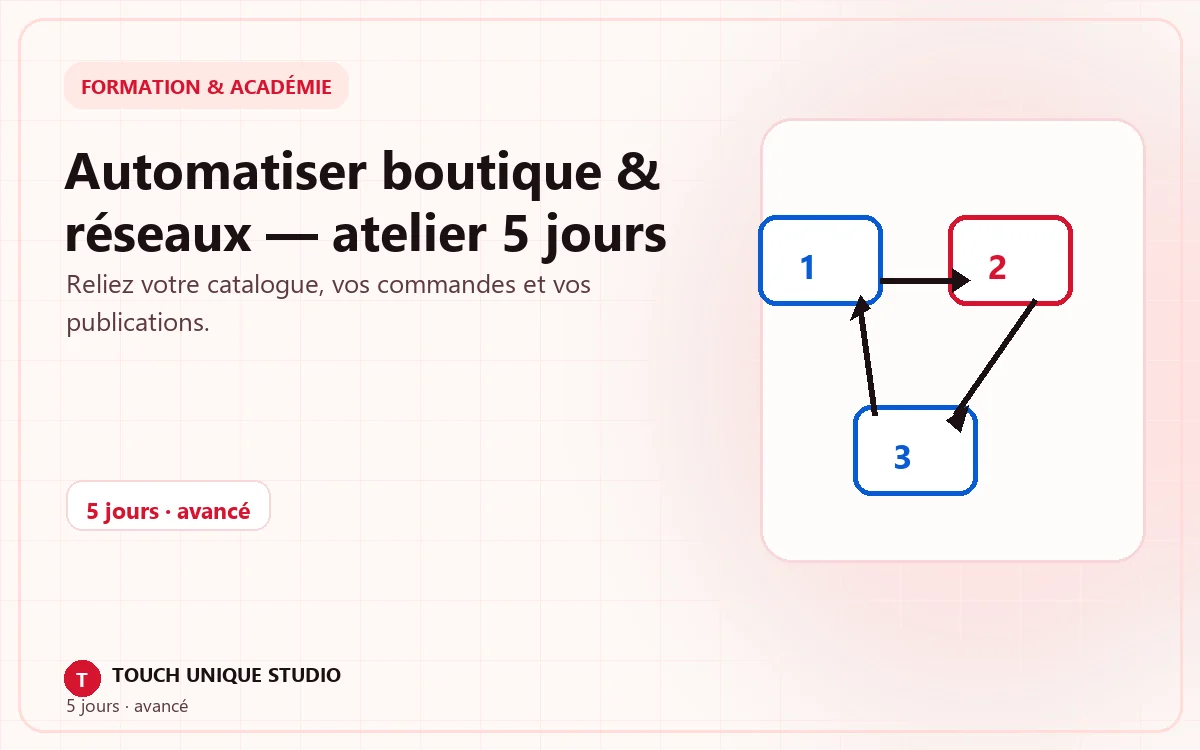 FORMATION & ACADÉMIE
Automatiser boutique &
réseaux — atelier 5 jours
Reliez votre catalogue, vos commandes et vos
publications.
1
2
3
5 jours · avancé
T
TOUCH UNIQUE STUDIO
5 jours · avancé